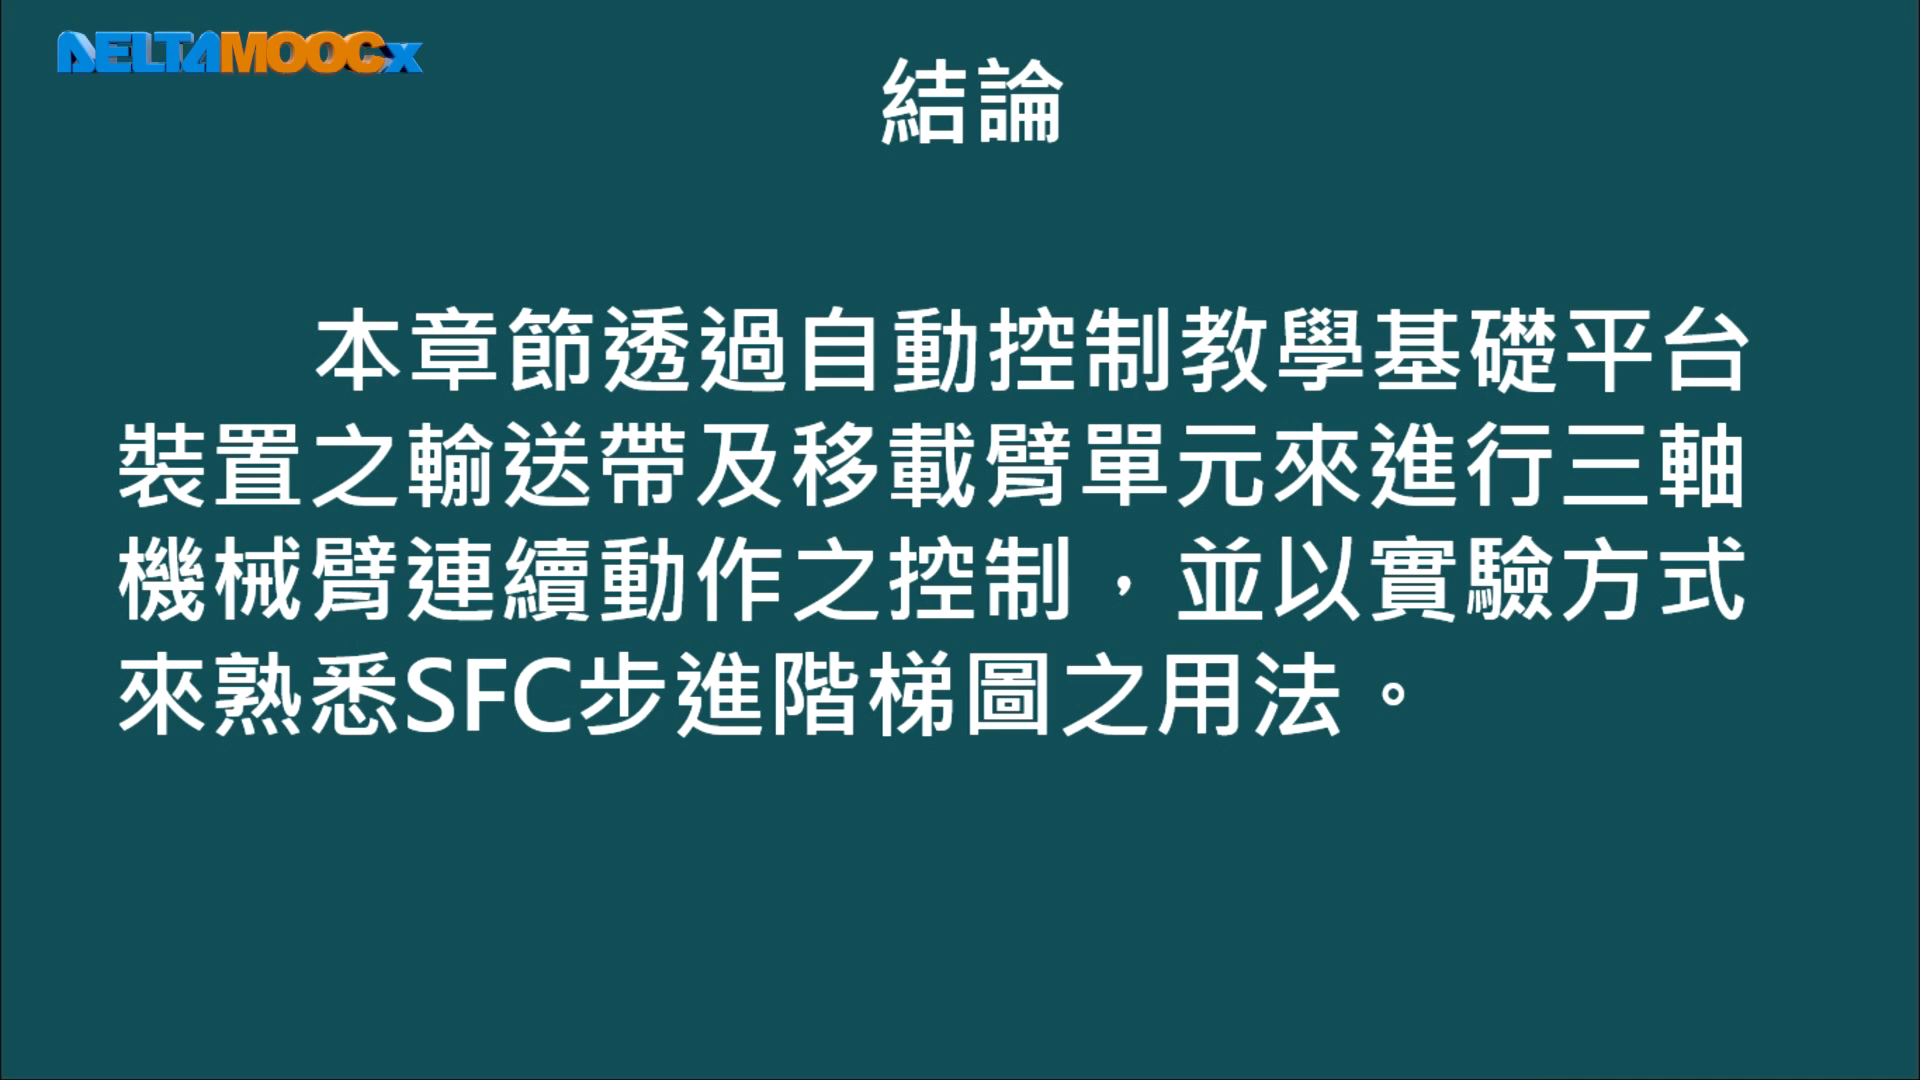 DELTAMOOCx
結論
本章節透過自動控制教學基礎平台
裝置之輸送帶及移載臂單元來進行三軸
機械臂連續動作之控制，並以實驗方式
來熟悉SFC步進階梯圖之用法。